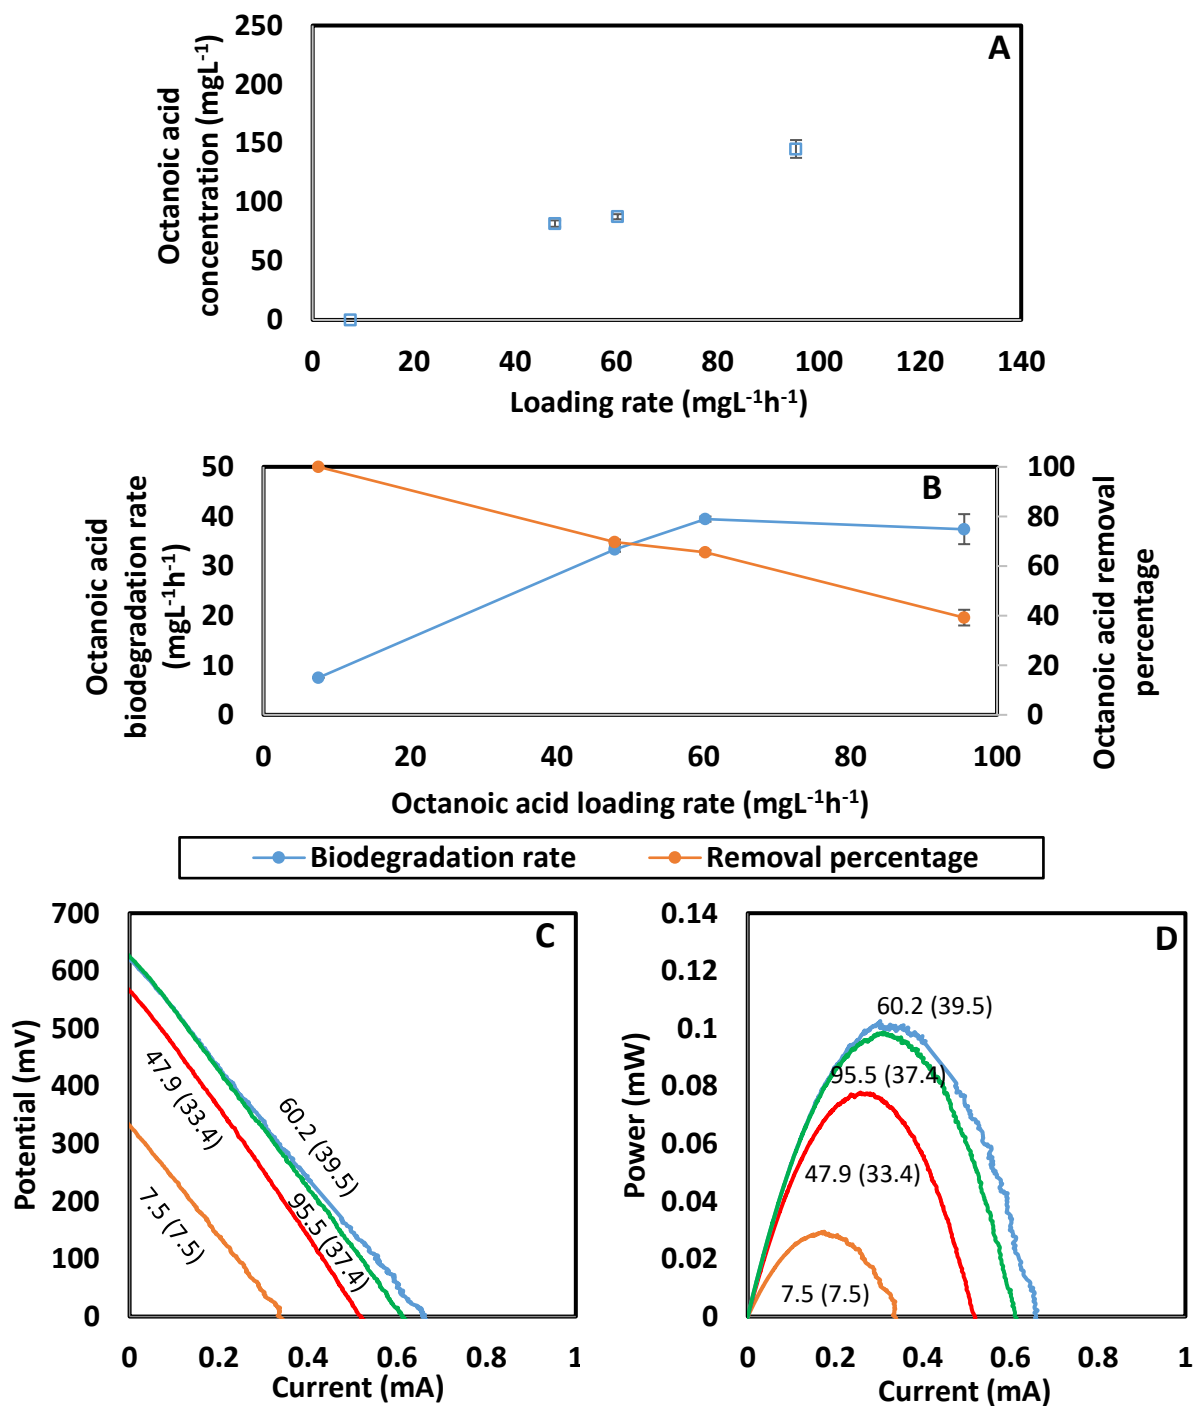 A
Octanoic acid
concentration (mgL-1)
250
200
150
100
50
0
0 20 40 60 80 100 120 140
Loading rate (mgL-1h-1)
B
Octanoic acid
biodegradation rate
(mgL-1h-1)
50
40
30
20
10
0
100
80
60
40
20
0
Octanoic acid removal
percentage
0 20 40 60 80 100
Octanoic acid loading rate (mgL-1h-1)
Biodegradation rate Removal percentage
C
Potential (mV)
700
600
500
400
300
200
100
0
60.2 (39.5)
47.9 (33.4)
95.5 (37.4)
7.5 (7.5)
0 0.2 0.4 0.6 0.8 1
Current (mA)
D
Power (mW)
0.14
0.12
0.1
0.08
0.06
0.04
0.02
0
60.2 (39.5)
95.5 (37.4)
47.9 (33.4)
7.5 (7.5)
0 0.2 0.4 0.6 0.8 1
Current (mA)